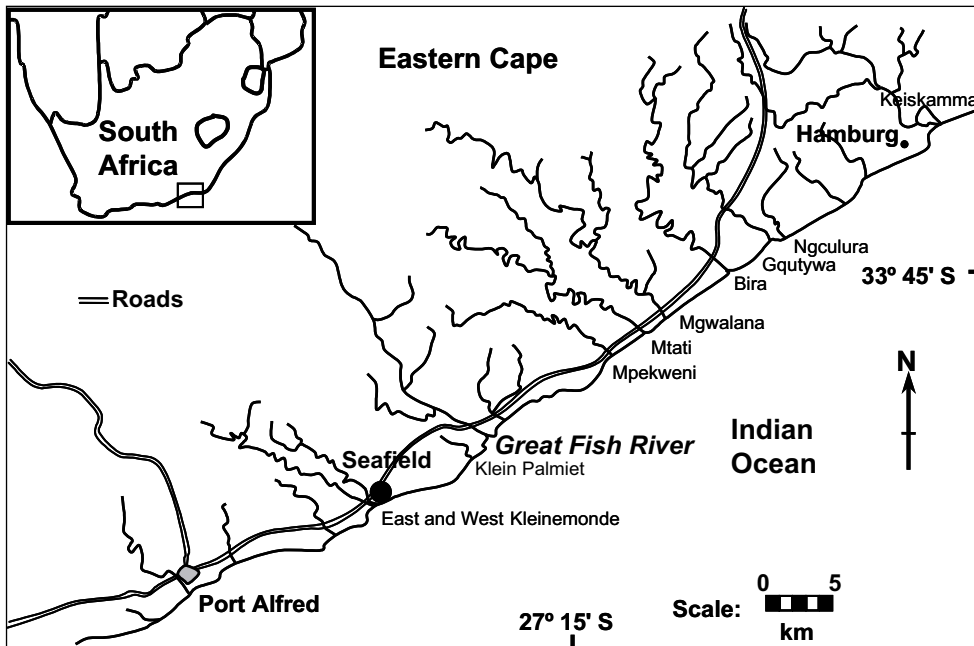 Eastern Cape
South
Africa
Keiskamma
Hamburg
Ngculura
Gqutywa
Bira
33º 45' S
Roads
Mgwalana
Mtati
Mpekweni
N
Indian
Ocean
Great Fish River
Seafield
Klein Palmiet
East and West Kleinemonde
Port Alfred
Scale:
0 5
km
27º 15' S